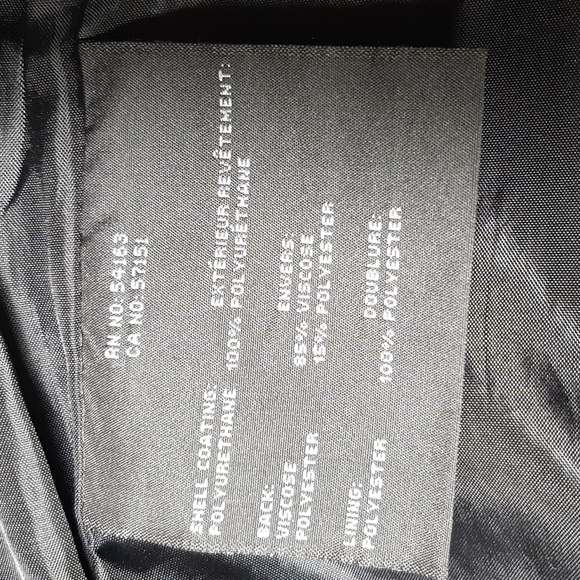 RN NO: 54163
CA NO: 57151
SHELL COATING: EXTÉRIEUR REVÊTEMENT:
POLYURETHANE 100% POLYURÉTHANE
BACK: ENVERS:
VISCOSE 85% VISCOSE
POLYESTER 15% POLYESTER
LINING: DOUBLURE:
POLYESTER 100% POLYESTER